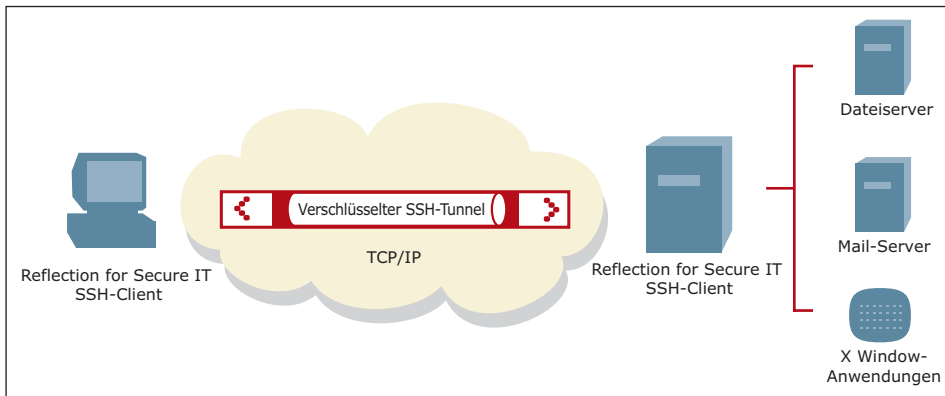 Reflection for Secure IT
SSH-Client
Verschlüsselter SSH-Tunnel
TCP/IP
Reflection for Secure IT
SSH-Client
Dateiserver
Mail-Server
X Window-
Anwendungen